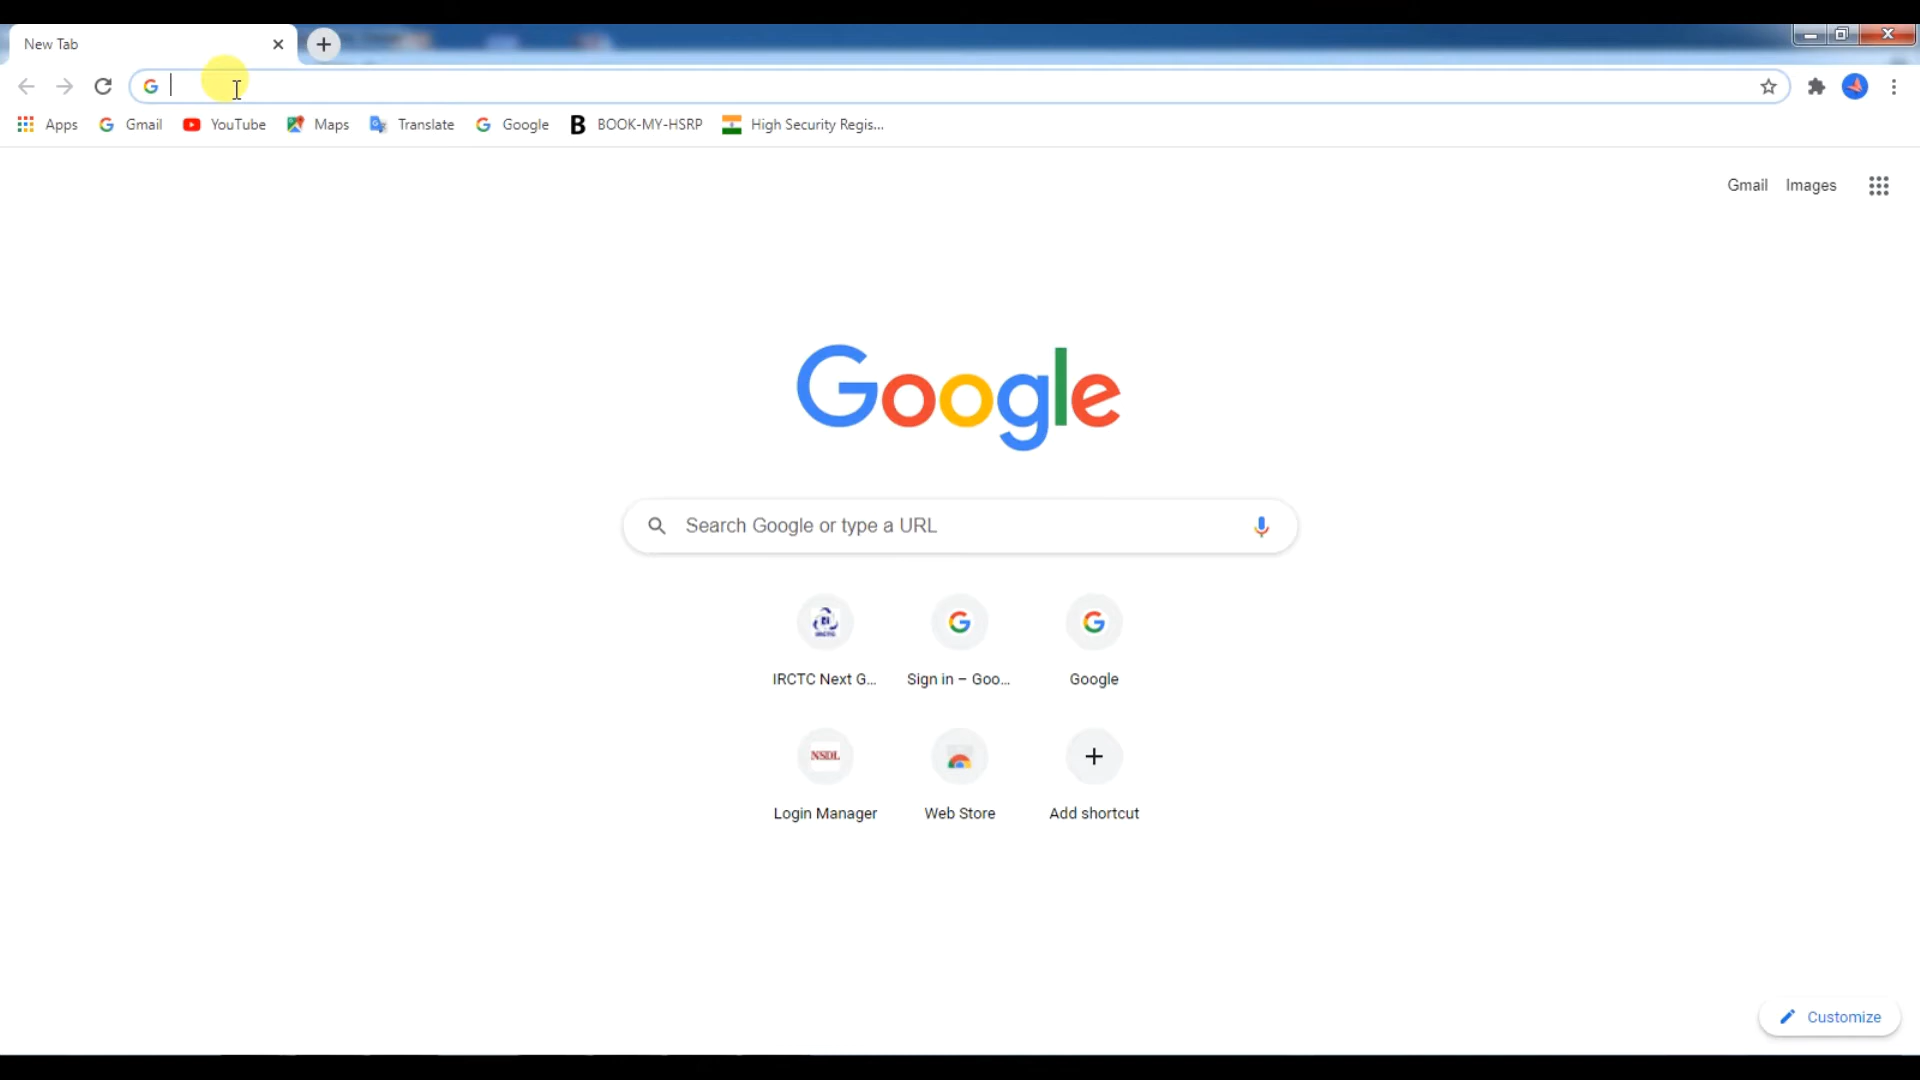 New Tab
Apps Gmail YouTube Maps Translate Google BOOK-MY-HSRP High Security Regis...
Gmail Images
Google
Search Google or type a URL
IRCTC Next G... Sign in – Goo... Google
NSDL
Login Manager Web Store Add shortcut
Customize